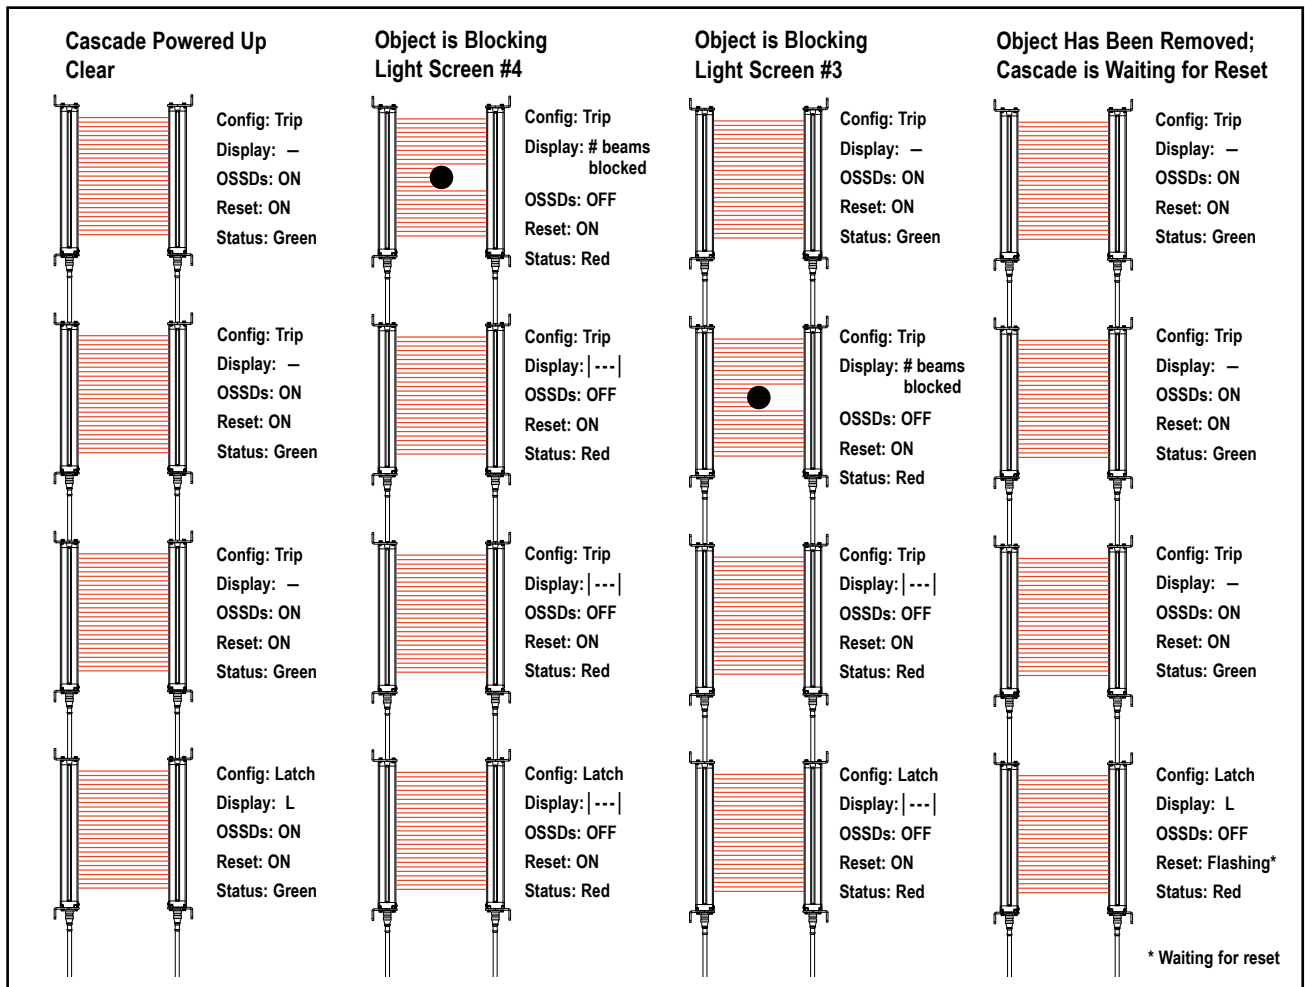 Cascade Powered Up
Clear
Config: Trip
Display: –
OSSDs: ON
Reset: ON
Status: Green
Config: Trip
Display: –
OSSDs: ON
Reset: ON
Status: Green
Config: Trip
Display: –
OSSDs: ON
Reset: ON
Status: Green
Config: Latch
Display: L
OSSDs: ON
Reset: ON
Status: Green
Object is Blocking
Light Screen #4
Config: Trip
Display: # beams
blocked
OSSDs: OFF
Reset: ON
Status: Red
Config: Trip
Display: |---|
OSSDs: OFF
Reset: ON
Status: Red
Config: Trip
Display: |---|
OSSDs: OFF
Reset: ON
Status: Red
Config: Latch
Display: |---|
OSSDs: OFF
Reset: ON
Status: Red
Object is Blocking
Light Screen #3
Config: Trip
Display: –
OSSDs: ON
Reset: ON
Status: Green
Config: Trip
Display: # beams
blocked
OSSDs: OFF
Reset: ON
Status: Red
Config: Trip
Display: |---|
OSSDs: OFF
Reset: ON
Status: Red
Config: Latch
Display: |---|
OSSDs: OFF
Reset: ON
Status: Red
Object Has Been Removed;
Cascade is Waiting for Reset
Config: Trip
Display: –
OSSDs: ON
Reset: ON
Status: Green
Config: Trip
Display: –
OSSDs: ON
Reset: ON
Status: Green
Config: Trip
Display: –
OSSDs: ON
Reset: ON
Status: Green
Config: Latch
Display: L
OSSDs: OFF
Reset: Flashing*
Status: Red
* Waiting for reset